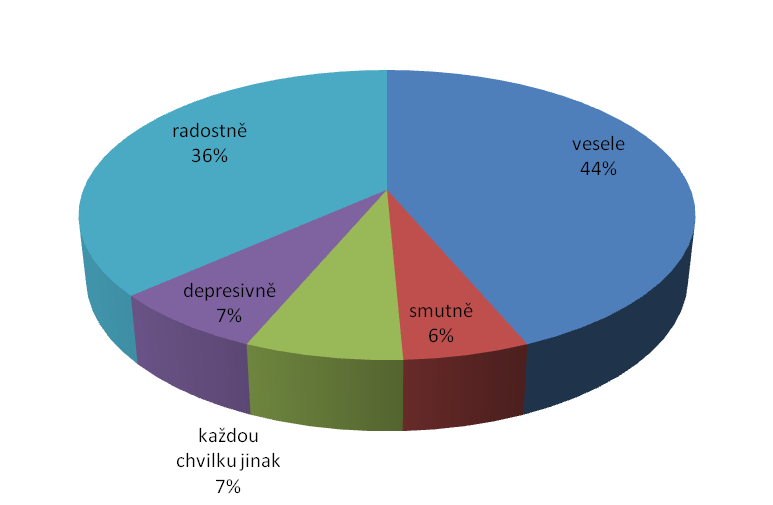 radostně
36%
vesele
44%
depresivně
7%
smutně
6%
každou
chvilku jinak
7%